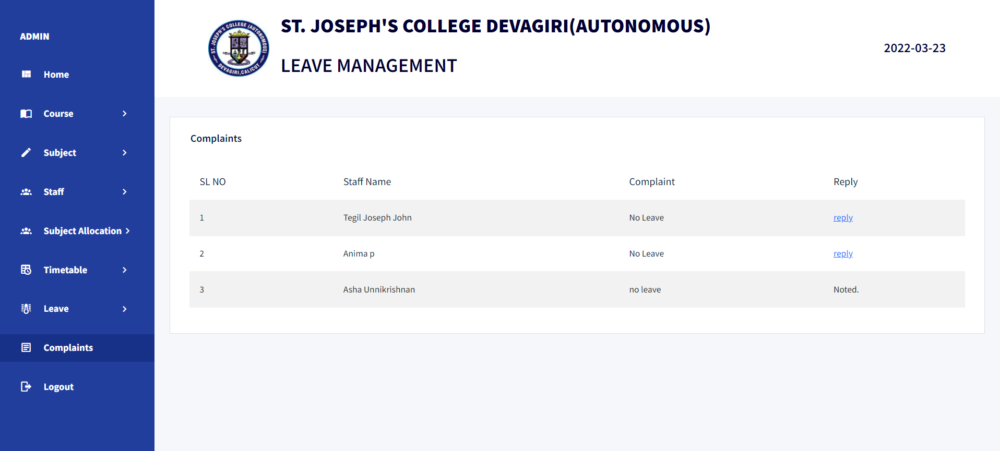 ADMIN
Home
Course
Subject
Staff
Subject Allocation
Timetable
Leave
Complaints
Logout
ST. JOSEPH'S COLLEGE (AUTONOMOUS)
DEVAGIRI, CALICUT
ST. JOSEPH'S COLLEGE DEVAGIRI(AUTONOMOUS)
LEAVE MANAGEMENT
2022-03-23
Complaints
SL NO Staff Name Complaint Reply
1 Tegil Joseph John No Leave reply
2 Anima p No Leave reply
3 Asha Unnikrishnan no leave Noted.